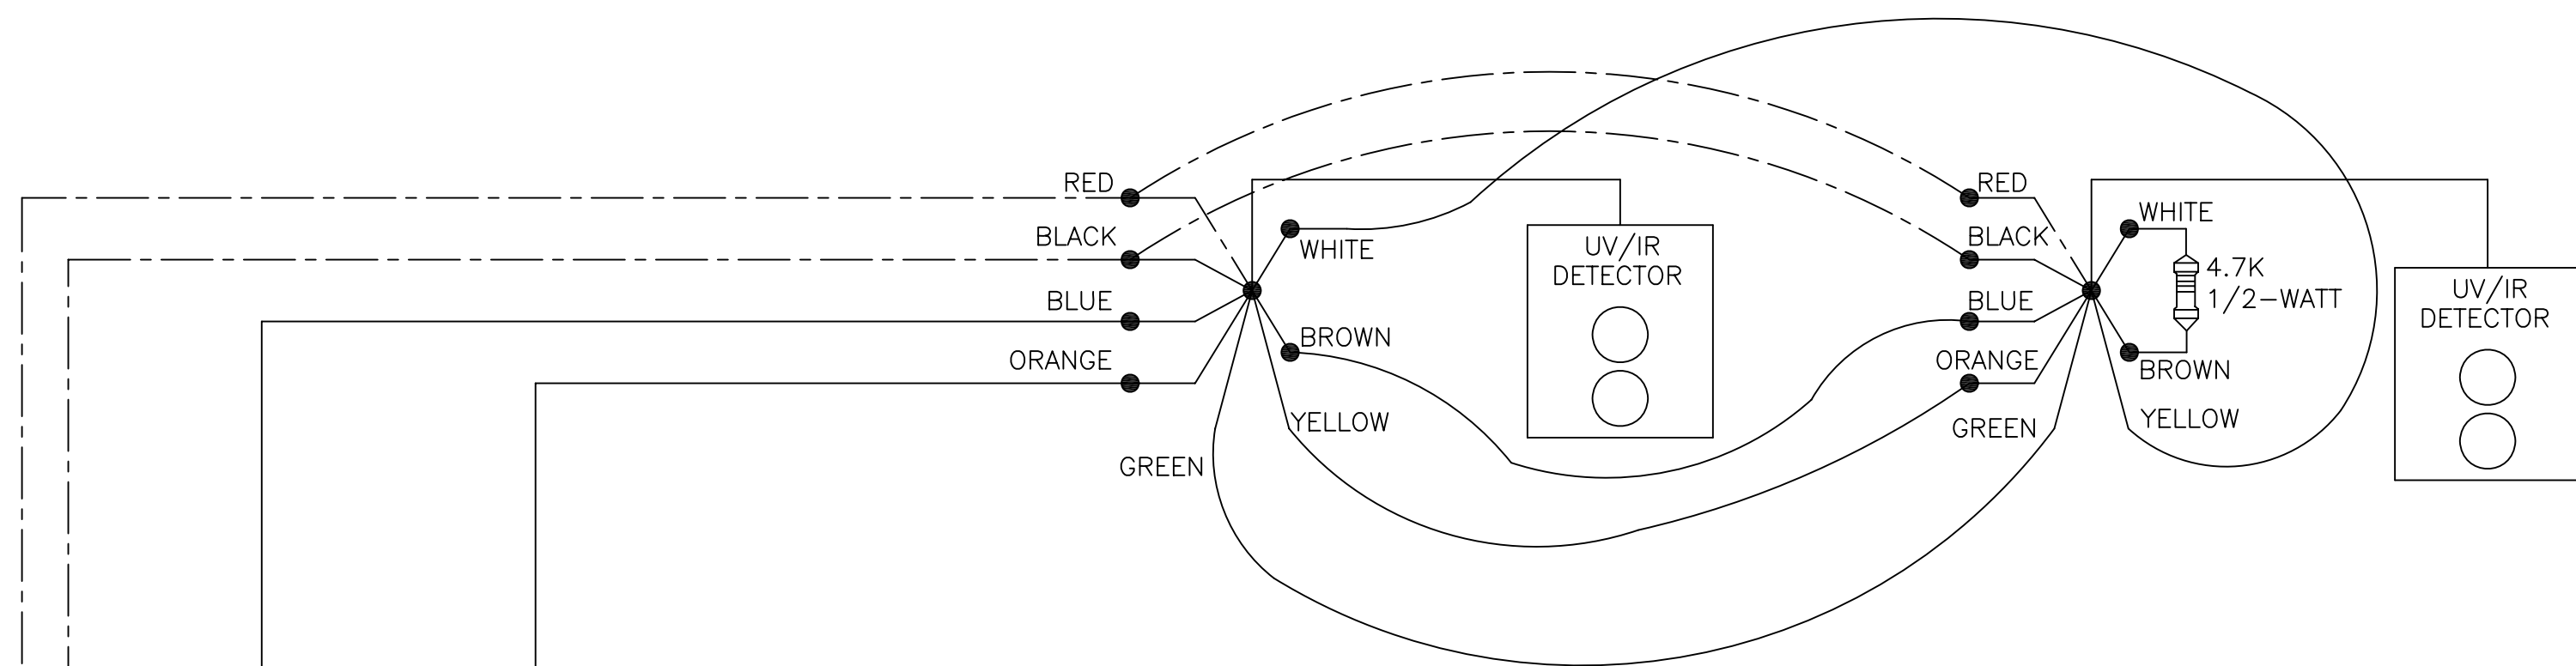 RED
BLACK
BLUE
ORANGE
GREEN
WHITE
BROWN
YELLOW
UV/IR
DETECTOR
RED
BLACK
BLUE
ORANGE
GREEN
WHITE
4.7K
1/2-WATT
BROWN
YELLOW
UV/IR
DETECTOR